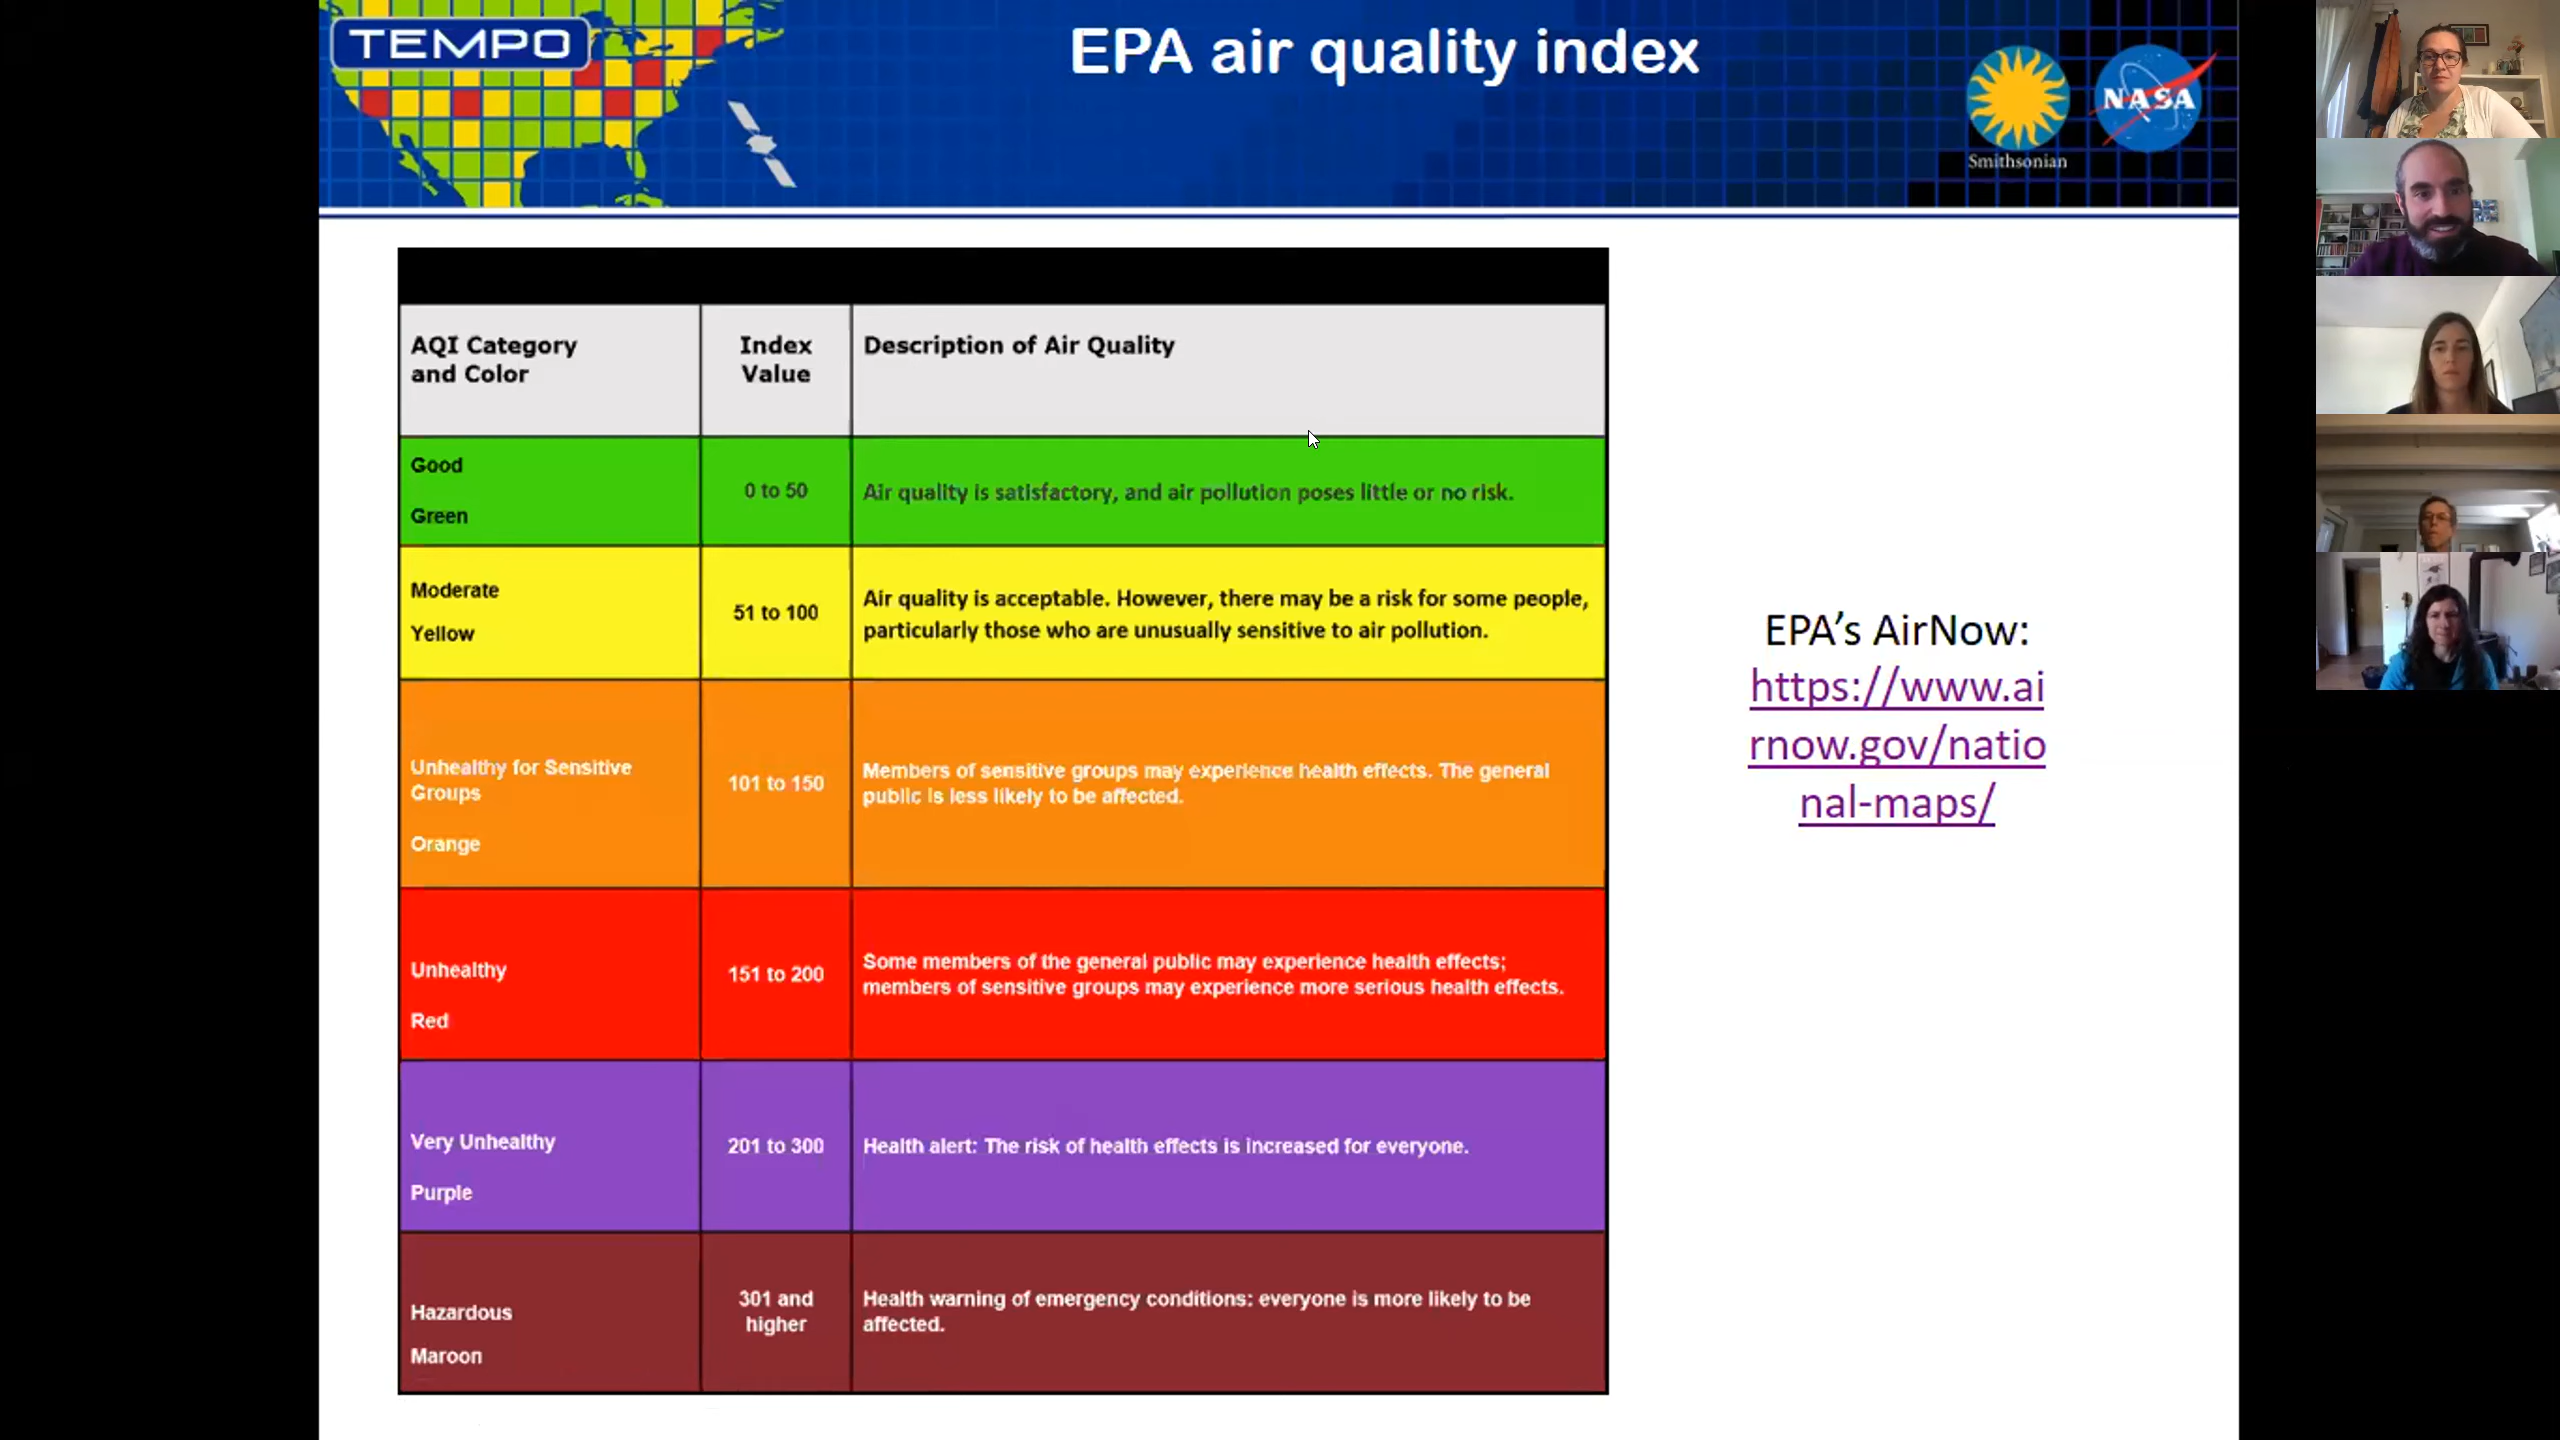 TEMPO
EPA air quality index
Smithsonian
NASA
AQI Category
and Color
Index
Value
Description of Air Quality
Good
Green
0 to 50
Air quality is satisfactory, and air pollution poses little or no risk.
Moderate
Yellow
51 to 100
Air quality is acceptable. However, there may be a risk for some people,
particularly those who are unusually sensitive to air pollution.
Unhealthy for Sensitive
Groups
Orange
101 to 150
Members of sensitive groups may experience health effects. The general
public is less likely to be affected.
Unhealthy
Red
151 to 200
Some members of the general public may experience health effects;
members of sensitive groups may experience more serious health effects.
Very Unhealthy
Purple
201 to 300
Health alert: The risk of health effects is increased for everyone.
Hazardous
Maroon
301 and
higher
Health warning of emergency conditions: everyone is more likely to be
affected.
EPA’s AirNow:
https://www.ai
rnow.gov/natio
nal-maps/